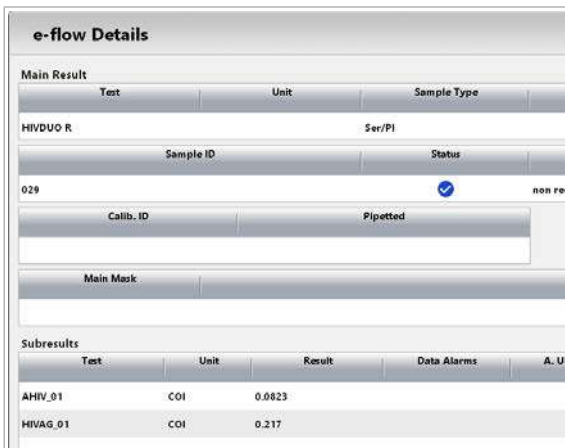 e-flow Details
Main Result
Test Unit Sample Type
HIVDUO R Ser/Pl
Sample ID Status
029 non re
Calib. ID Pipetted
Main Mask
Subresults
Test Unit Result Data Alarms A. U
AHIV_01 COI 0.0823
HIVAG_01 COI 0.217